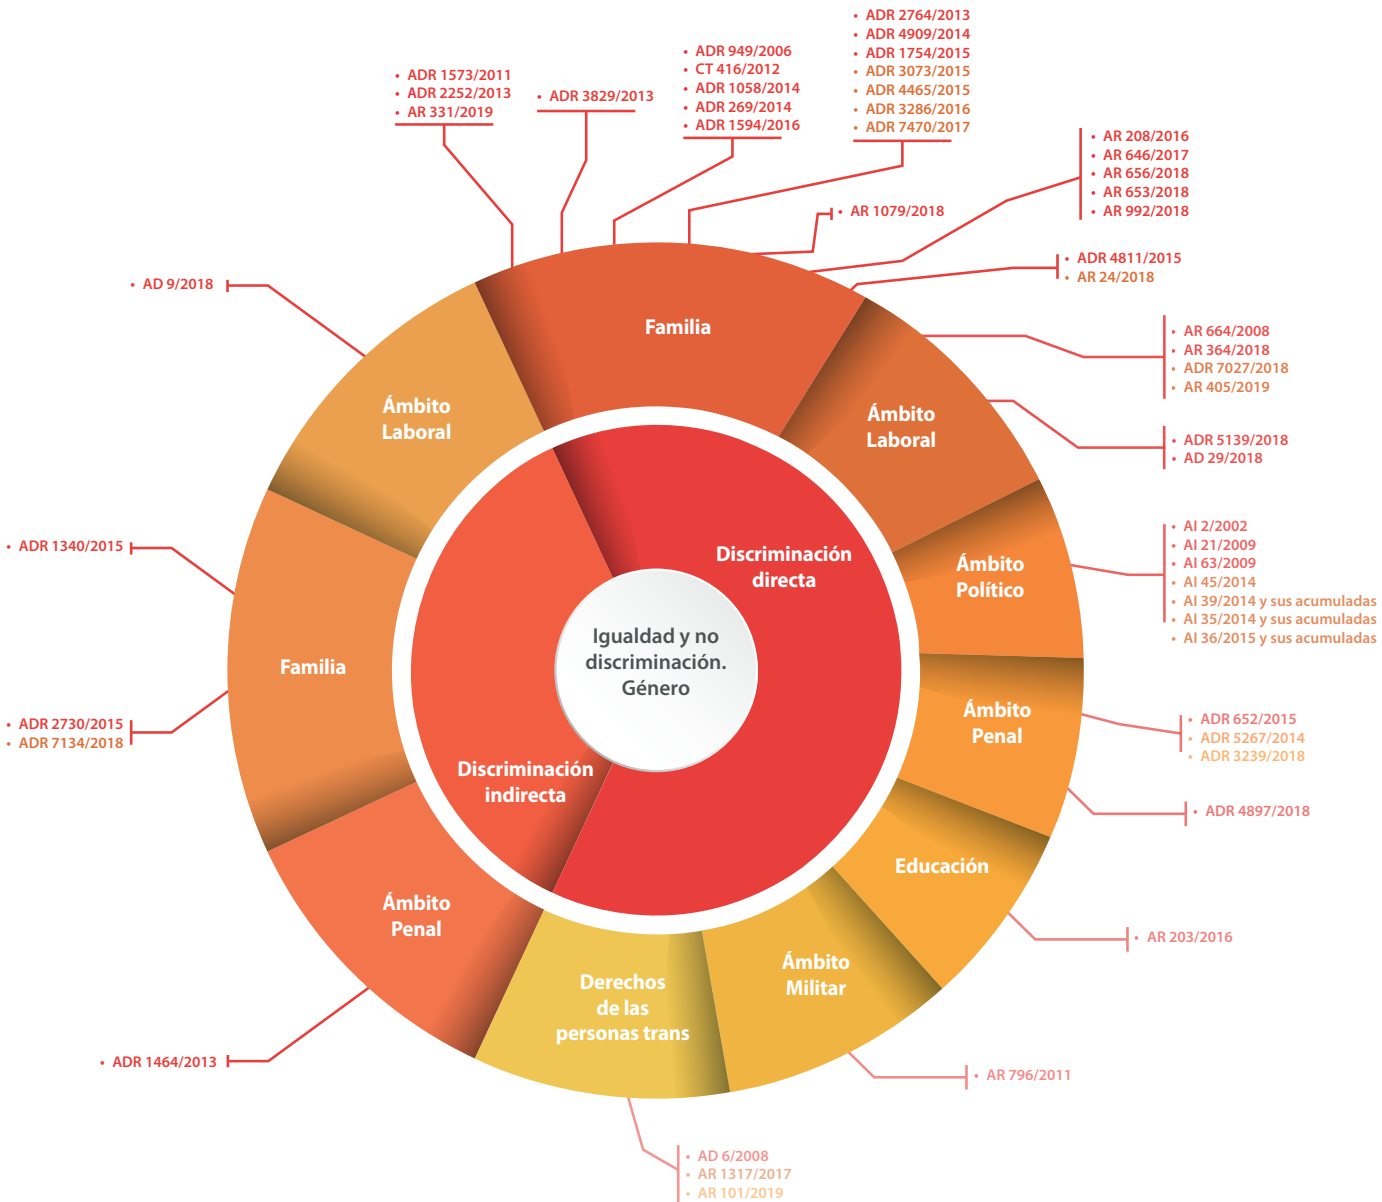 • ADR 2764/2013
• ADR 4909/2014
• ADR 1754/2015
• ADR 3073/2015
• ADR 4465/2015
• ADR 3286/2016
• ADR 7470/2017
• ADR 949/2006
• CT 416/2012
• ADR 1058/2014
• ADR 269/2014
• ADR 1594/2016
• ADR 1573/2011
• ADR 2252/2013
• AR 331/2019
• ADR 3829/2013
• AR 208/2016
• AR 646/2017
• AR 656/2018
• AR 653/2018
• AR 992/2018
• AR 1079/2018
• ADR 4811/2015
• AR 24/2018
• AD 9/2018
Familia
• AR 664/2008
• AR 364/2018
• ADR 7027/2018
• AR 405/2019
Ámbito
Laboral
Ámbito
Laboral
• ADR 5139/2018
• AD 29/2018
• AI 2/2002
• AI 21/2009
• AI 63/2009
• AI 45/2014
• AI 39/2014 y sus acumuladas
• AI 35/2014 y sus acumuladas
• AI 36/2015 y sus acumuladas
• ADR 1340/2015
Discriminación
directa
Ámbito
Político
Igualdad y no
discriminación.
Género
Familia
Ámbito
Penal
• ADR 2730/2015
• ADR 7134/2018
• ADR 652/2015
• ADR 5267/2014
• ADR 3239/2018
Discriminación
indirecta
• ADR 4897/2018
Educación
Ámbito
Penal
• AR 203/2016
Ámbito
Militar
Derechos
de las
personas trans
• ADR 1464/2013
• AR 796/2011
• AD 6/2008
• AR 1317/2017
• AR 101/2019